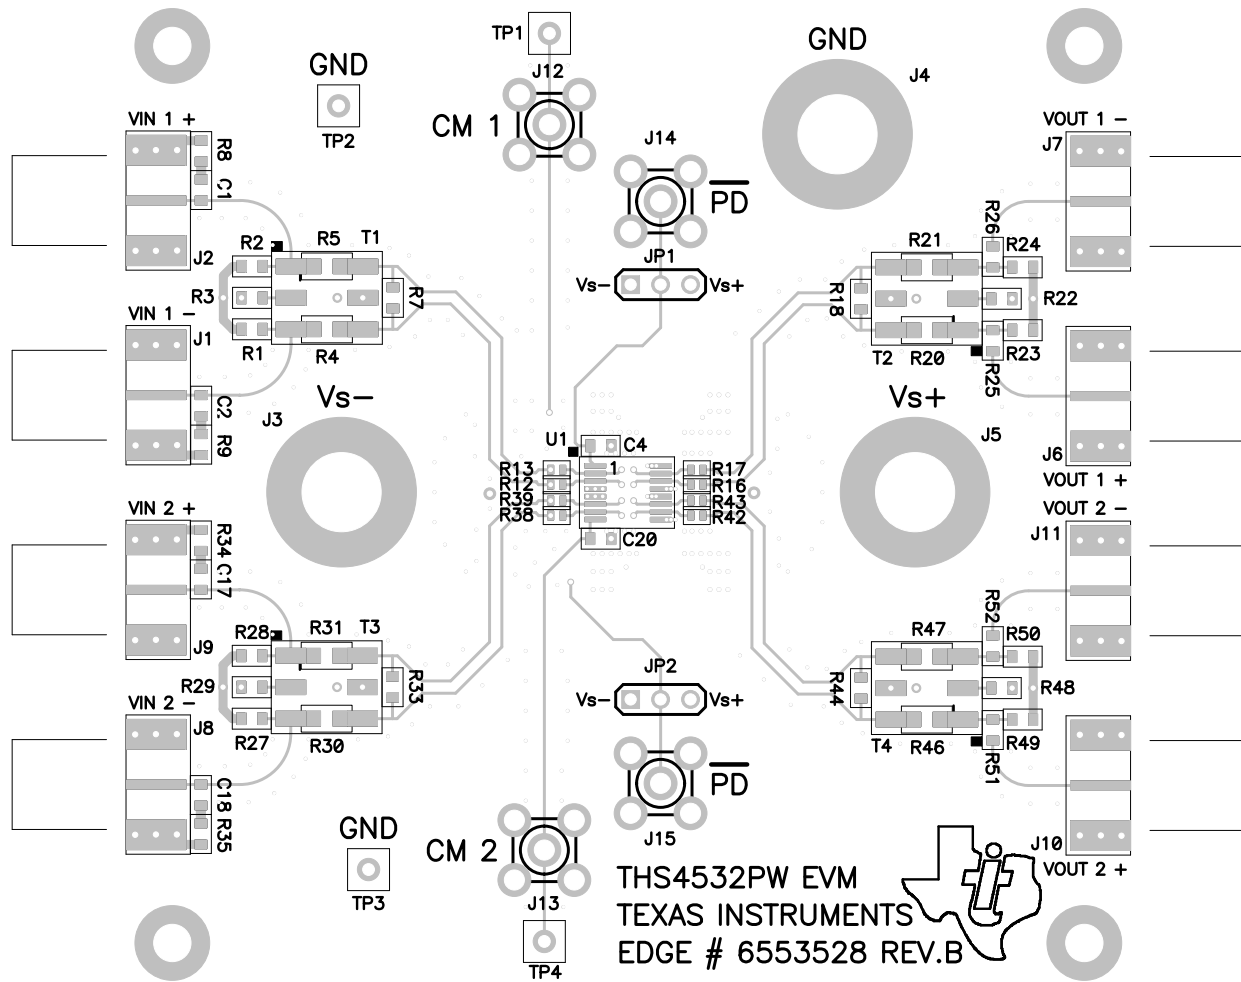 TP1
GND
J12
GND
J4
VIN 1 +
CM 1
TP2
J14
VOUT 1 -
J7
R8
C1
PD
R26
R2
R5
T1
JP1
R21
R24
J2
R3
R7
Vs-
Vs+
R18
R22
VIN 1 -
J1
R1
R4
T2
R20
R23
R25
C2
R9
J3
Vs-
Vs+
J5
J6
U1
C4
VOUT 1 +
1
R13
R12
R39
R38
R17
R16
R43
R42
VIN 2 +
VOUT 2 -
J11
R34
C17
C20
R52
J9
R28
R31
T3
JP2
R47
R50
R29
R33
Vs-
Vs+
R44
R48
VIN 2 -
J8
R27
R30
T4
R46
R49
R51
C18
R35
PD
GND
CM 2
J15
J10
VOUT 2 +
TP3
J13
TP4
THS4532PW EVM
TEXAS INSTRUMENTS
EDGE # 6553528 REV.B